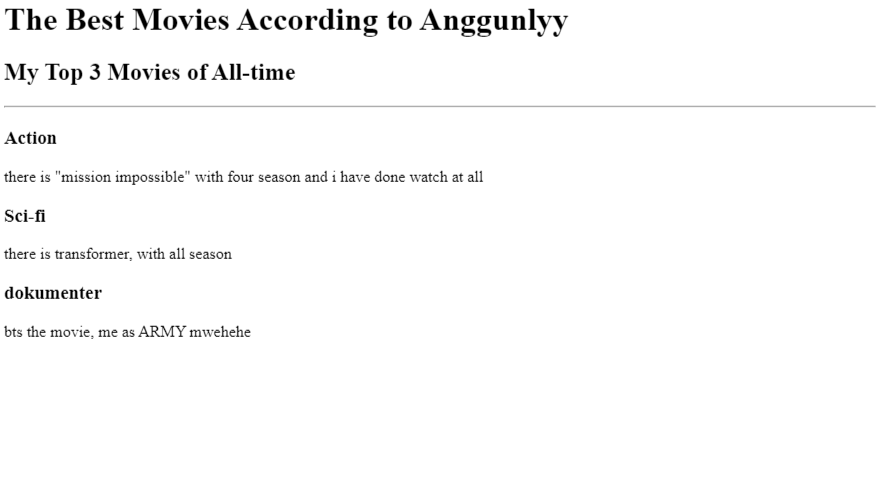 The Best Movies According to Anggunlyy
My Top 3 Movies of All-time
Action
there is "mission impossible" with four season and i have done watch at all
Sci-fi
there is transformer, with all season
dokumenter
bts the movie, me as ARMY mwehehe